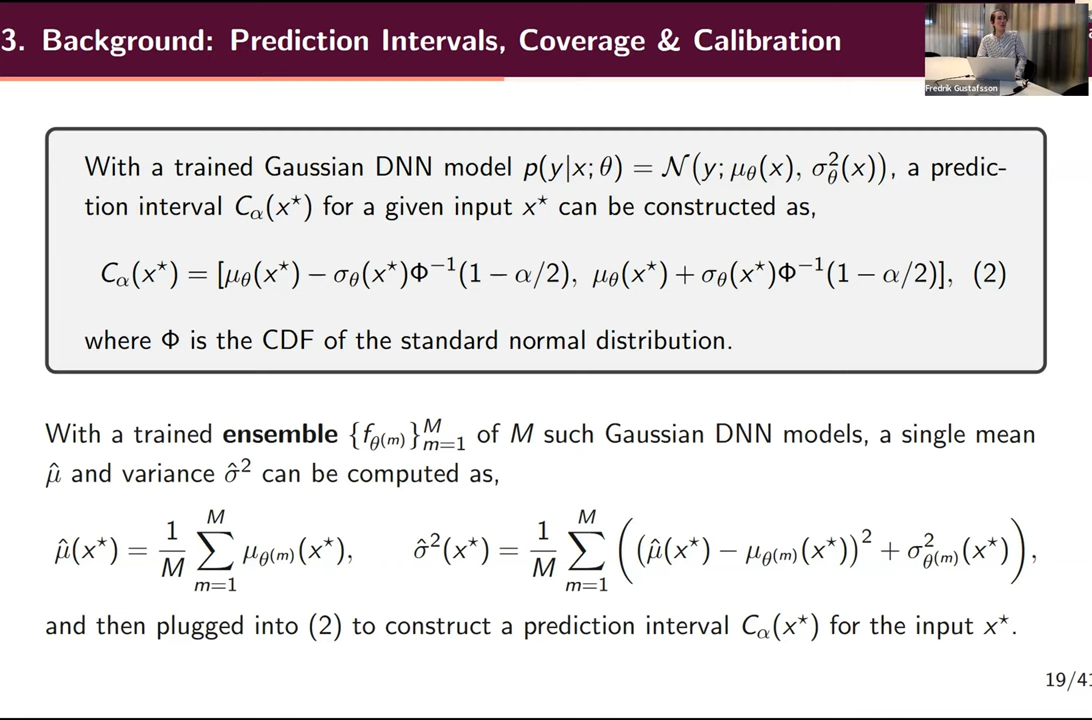 3. Background: Prediction Intervals, Coverage & Calibration
Fredrik Gustafsson
With a trained Gaussian DNN model p(y|x; θ) = 𝒩(y; μ_θ(x), σ²_θ(x)), a predic-
tion interval C_α(x⋆) for a given input x⋆ can be constructed as,
C_α(x⋆) = [μ_θ(x⋆) − σ_θ(x⋆)Φ⁻¹(1 − α/2), μ_θ(x⋆) + σ_θ(x⋆)Φ⁻¹(1 − α/2)], (2)
where Φ is the CDF of the standard normal distribution.
With a trained ensemble {f_θ(m)}^M_{m=1} of M such Gaussian DNN models, a single mean
μ̂ and variance σ̂² can be computed as,
μ̂(x⋆) = 1/M ∑_{m=1}^{M} μ_θ(m)(x⋆), σ̂²(x⋆) = 1/M ∑_{m=1}^{M} ((μ̂(x⋆) − μ_θ(m)(x⋆))² + σ²_θ(m)(x⋆)),
and then plugged into (2) to construct a prediction interval C_α(x⋆) for the input x⋆.
19/41